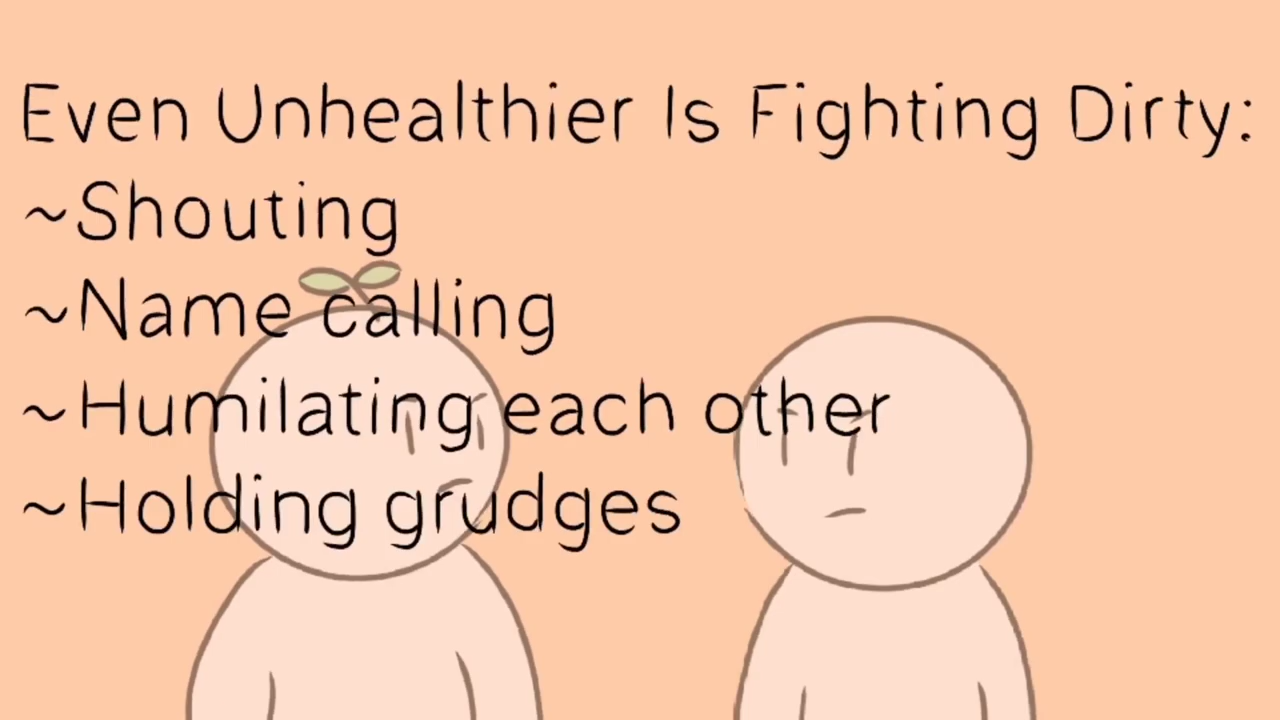 Even Unhealthier Is Fighting Dirty:
~Shouting
~Name calling
~Humilating each other
~Holding grudges